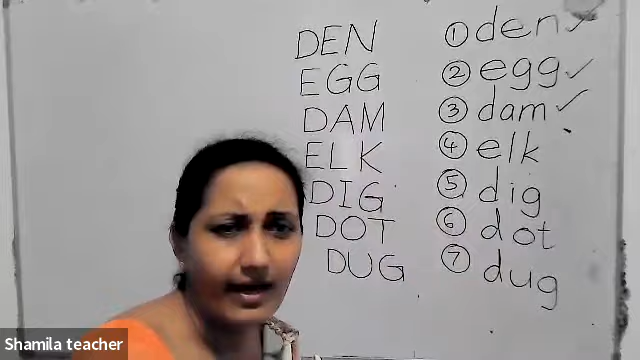 DEN ① den ✓
EGG ② egg ✓
DAM ③ dam ✓
ELK ④ elk
DIG ⑤ dig
DOT ⑥ dot
DUG ⑦ dug
Shamila teacher